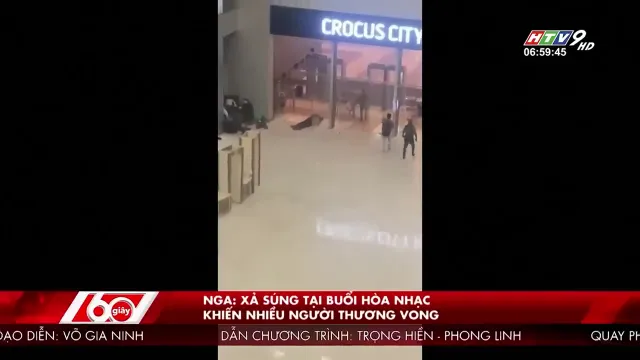 CROCUS CITY
HTV9 HD
06:59:45
60 giây
NGA: XẢ SÚNG TẠI BUỔI HÒA NHẠC
KHIẾN NHIỀU NGƯỜI THƯƠNG VONG
ĐẠO DIỄN: VÕ GIA NINH DẪN CHƯƠNG TRÌNH: TRỌNG HIỀN - PHONG LINH QUAY P